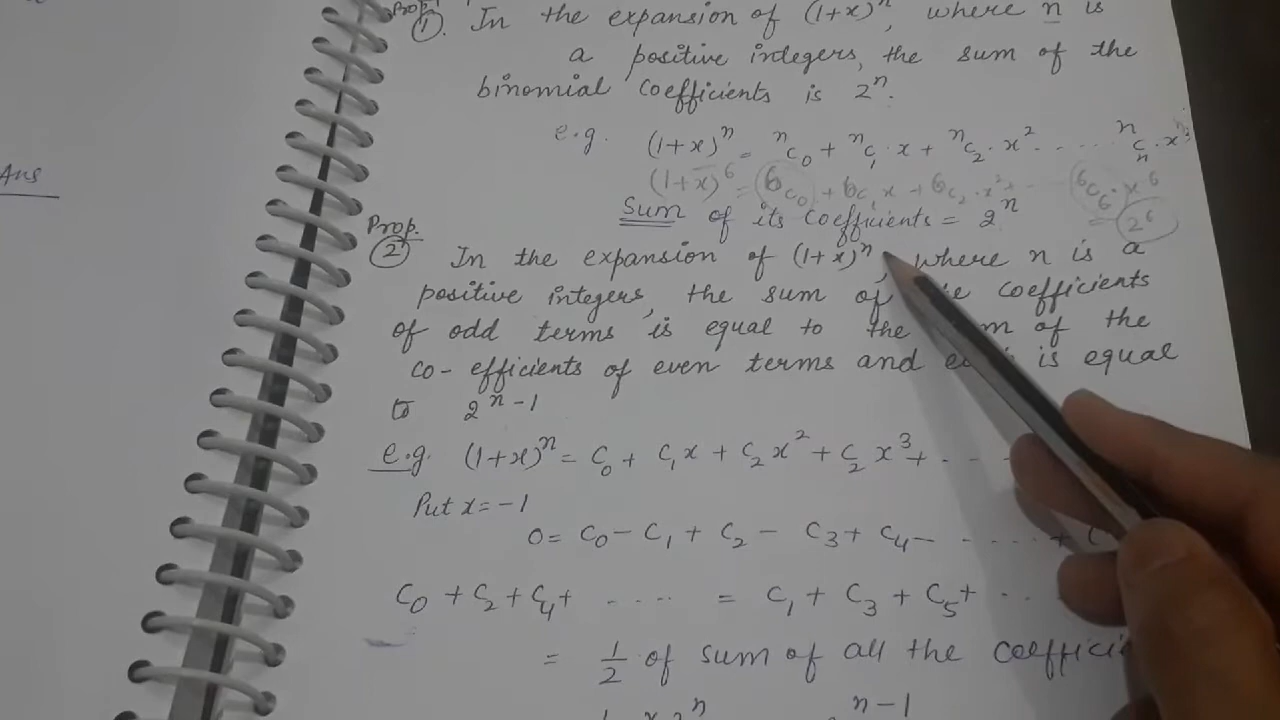 Prop.
① In the expansion of (1+x)ⁿ, where n is
a positive integers, the sum of the
binomial coefficients is 2ⁿ.
e.g. (1+x)ⁿ = ⁿC₀ + ⁿC₁·x + ⁿC₂·x² ..... ⁿCₙ·xⁿ
(1+x)⁶ = 6C₀ + 6C₁x + 6C₂·x²+ ... ⁶C₆·x⁶
Sum of its coefficients = 2ⁿ = 2⁶
Ans
Prop.
② In the expansion of (1+x)ⁿ, where n is a
positive integers, the sum of coefficients
of odd terms is equal to the of the
co-efficients of even terms and is equal
to 2ⁿ⁻¹
e.g. (1+x)ⁿ = C₀ + C₁x + C₂x² + C₂x³ + - - -
Put x = -1
0 = C₀ - C₁ + C₂ - C₃ + C₄ - ..... +
C₀ + C₂ + C₄ + .... = C₁ + C₃ + C₅ + ...
= 1/2 of sum of all the